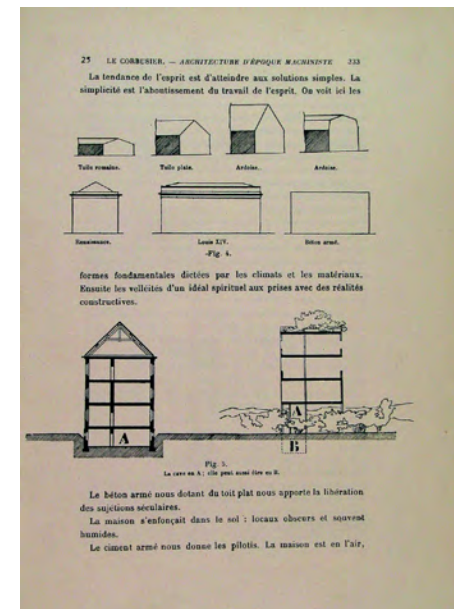 25 LE CORBUSIER. — ARCHITECTURE D'ÉPOQUE MACHINISTE 333
La tendance de l'esprit est d'atteindre aux solutions simples. La
simplicité est l'aboutissement du travail de l'esprit. On voit ici les
Tuile romaine. Tuile plate. Ardoise. Ardoise.
Renaissance. Louis XIV. Béton armé.
Fig. 4.
formes fondamentales dictées par les climats et les matériaux.
Ensuite les velléités d'un idéal spirituel aux prises avec des réalités
constructives.
A
A
B
Fig. 5.
La cave en A ; elle peut aussi être en B.
Le béton armé nous dotant du toit plat nous apporte la libération
des sujétions séculaires.
La maison s'enfonçait dans le sol : locaux obscurs et souvent
humides.
Le ciment armé nous donne les pilotis. La maison est en l'air,